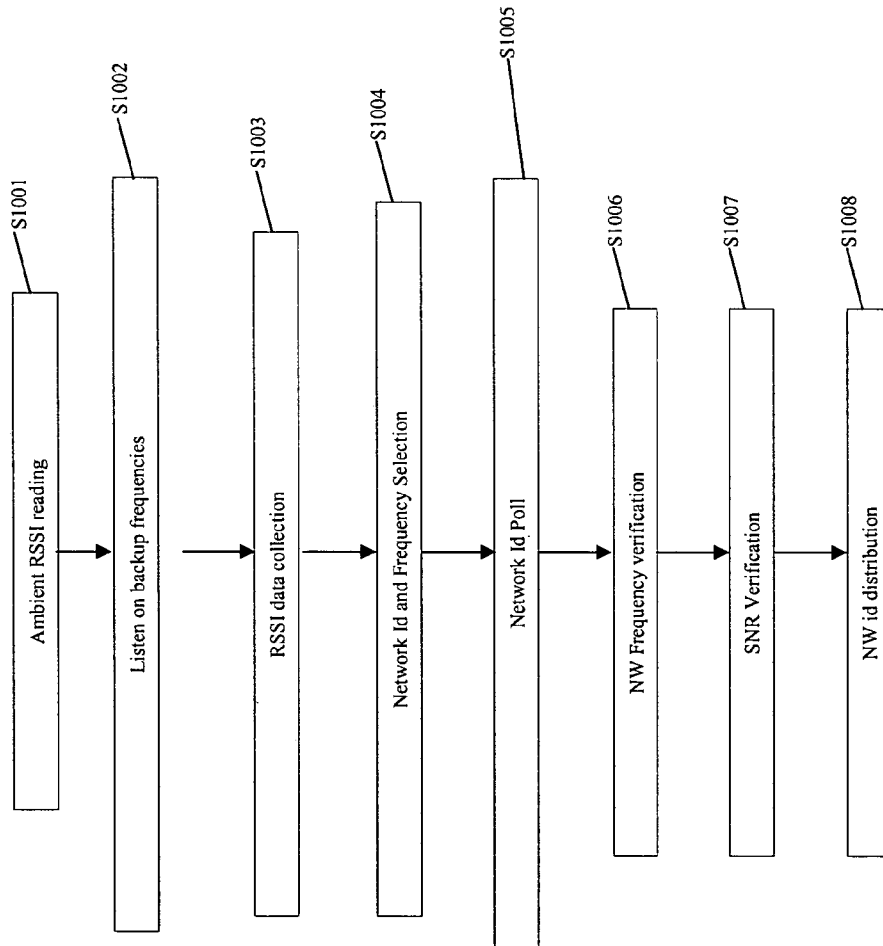 S1001
Ambient RSSI reading
S1002
Listen on backup frequencies
S1003
RSSI data collection
S1004
Network Id and Frequency Selection
S1005
Network Id Poll
S1006
NW Frequency verification
S1007
SNR Verification
S1008
NW id distribution